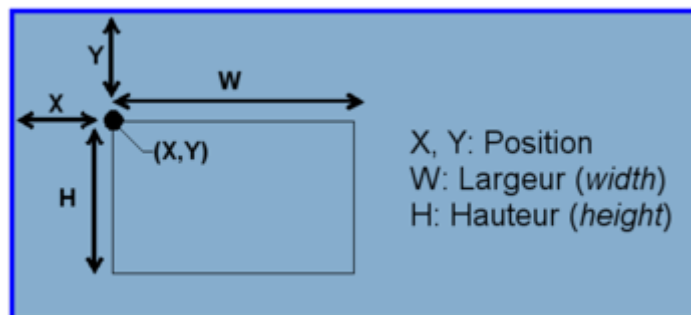 Y
W
X
(X,Y)
H
X, Y: Position
W: Largeur (width)
H: Hauteur (height)